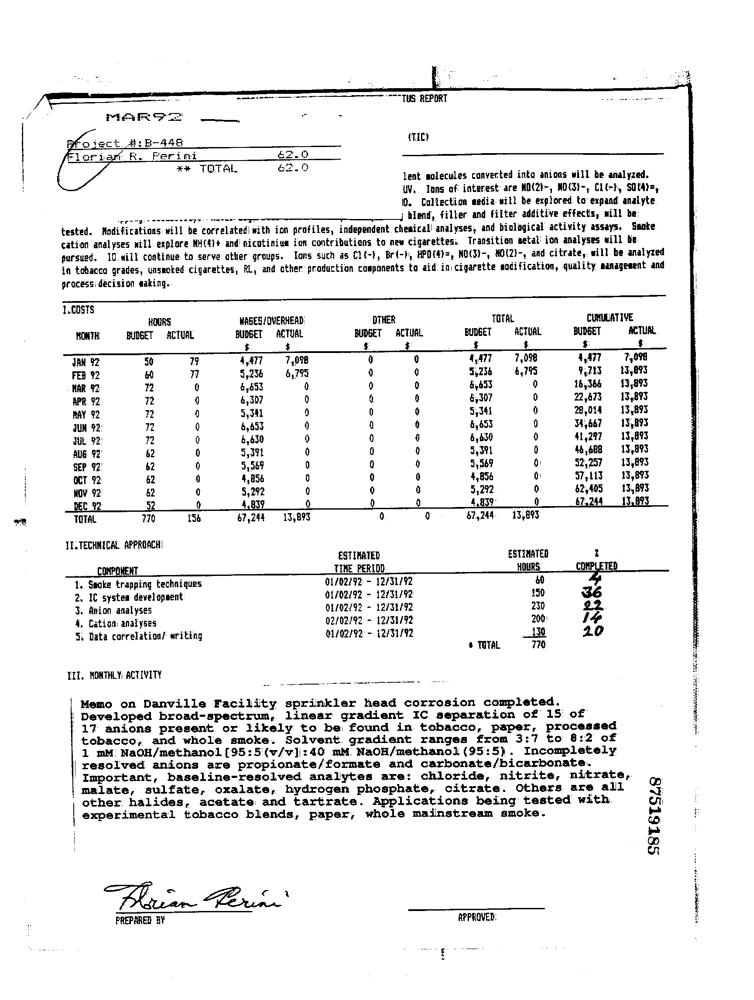 TUS REPORT
MAR92
(TIC)
Project #:B-448
Florian R. Perini 62.0
** TOTAL 62.0
lent molecules converted into anions will be analyzed.
UV. Ions of interest are NO(2)-, NO(3)-, Cl(-), SO(4)=,
D. Collection media will be explored to expand analyte
; blend, filler and filter additive effects, will be
tested. Modifications will be correlated with ion profiles, independent chemical analyses, and biological activity assays. Smoke
cation analyses will explore NH(4)+ and nicotinium ion contributions to new cigarettes. Transition metal ion analyses will be
pursued. IC will continue to serve other groups. Ions such as Cl(-), Br(-), HPO(4)=, NO(3)-, NO(2)-, and citrate, will be analyzed
in tobacco grades, unsmoked cigarettes, RL, and other production components to aid in cigarette modification, quality management and
process decision making.
I.COSTS
HOURS WAGES/OVERHEAD OTHER TOTAL CUMULATIVE
MONTH BUDGET ACTUAL BUDGET ACTUAL BUDGET ACTUAL BUDGET ACTUAL BUDGET ACTUAL
$ $ $ $ $ $ $ $
JAN 92 50 79 4,477 7,098 0 0 4,477 7,098 4,477 7,098
FEB 92 60 77 5,236 6,795 0 0 5,236 6,795 9,713 13,893
MAR 92 72 0 6,653 0 0 0 6,653 0 16,366 13,893
APR 92 72 0 6,307 0 0 0 6,307 0 22,673 13,893
MAY 92 72 0 5,341 0 0 0 5,341 0 28,014 13,893
JUN 92 72 0 6,653 0 0 0 6,653 0 34,667 13,893
JUL 92 72 0 6,630 0 0 0 6,630 0 41,297 13,893
AUG 92 62 0 5,391 0 0 0 5,391 0 46,688 13,893
SEP 92 62 0 5,569 0 0 0 5,569 0 52,257 13,893
OCT 92 62 0 4,856 0 0 0 4,856 0 57,113 13,893
NOV 92 62 0 5,292 0 0 0 5,292 0 62,405 13,893
DEC 92 52 0 4,839 0 0 0 4,839 0 67,244 13,893
TOTAL 770 156 67,244 13,893 0 0 67,244 13,893
II.TECHNICAL APPROACH
ESTIMATED ESTIMATED %
COMPONENT TIME PERIOD HOURS COMPLETED
1. Smoke trapping techniques 01/02/92 - 12/31/92 60 4
2. IC system development 01/02/92 - 12/31/92 150 36
3. Anion analyses 01/02/92 - 12/31/92 230 22
4. Cation analyses 02/02/92 - 12/31/92 200 14
5. Data correlation/ writing 01/02/92 - 12/31/92 130 20
* TOTAL 770
III. MONTHLY ACTIVITY
Memo on Danville Facility sprinkler head corrosion completed.
Developed broad-spectrum, linear gradient IC separation of 15 of
17 anions present or likely to be found in tobacco, paper, processed
tobacco, and whole smoke. Solvent gradient ranges from 3:7 to 8:2 of
1 mM NaOH/methanol[95:5(v/v]:40 mM NaOH/methanol(95:5). Incompletely
resolved anions are propionate/formate and carbonate/bicarbonate.
Important, baseline-resolved analytes are: chloride, nitrite, nitrate,
malate, sulfate, oxalate, hydrogen phosphate, citrate. Others are all
other halides, acetate and tartrate. Applications being tested with
experimental tobacco blends, paper, whole mainstream smoke.
87519185
Florian Perini
PREPARED BY APPROVED